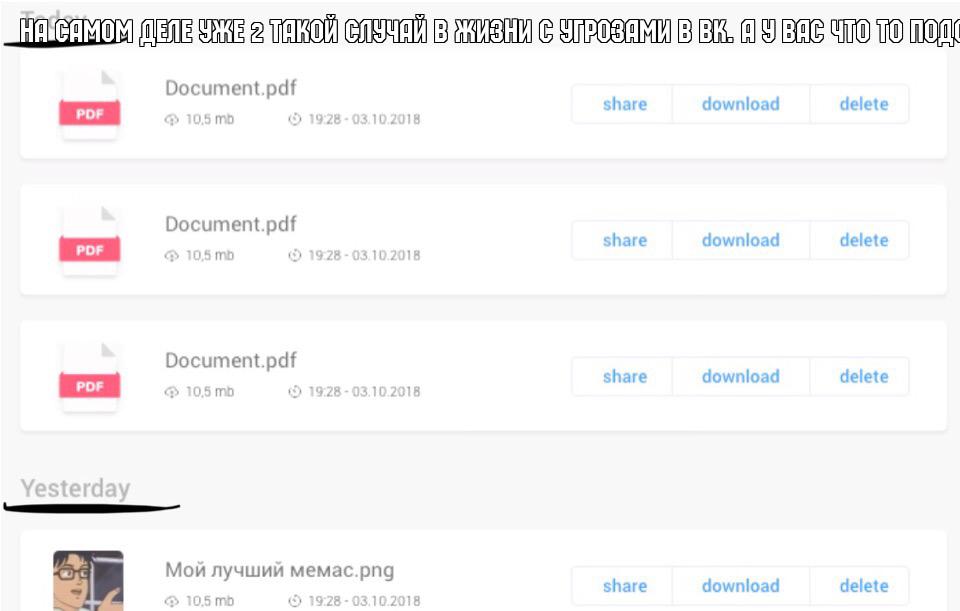 Today
НА САМОМ ДЕЛЕ УЖЕ 2 ТАКОЙ СЛУЧАЙ В ЖИЗНИ С УГРОЗАМИ В ВК. А У ВАС ЧТО ТО
Document.pdf
PDF
10,5 mb 19:28 - 03.10.2018
share download delete
Document.pdf
PDF
10,5 mb 19:28 - 03.10.2018
share download delete
Document.pdf
PDF
10,5 mb 19:28 - 03.10.2018
share download delete
Yesterday
Мой лучший мемас.png
10,5 mb 19:28 - 03.10.2018
share download delete